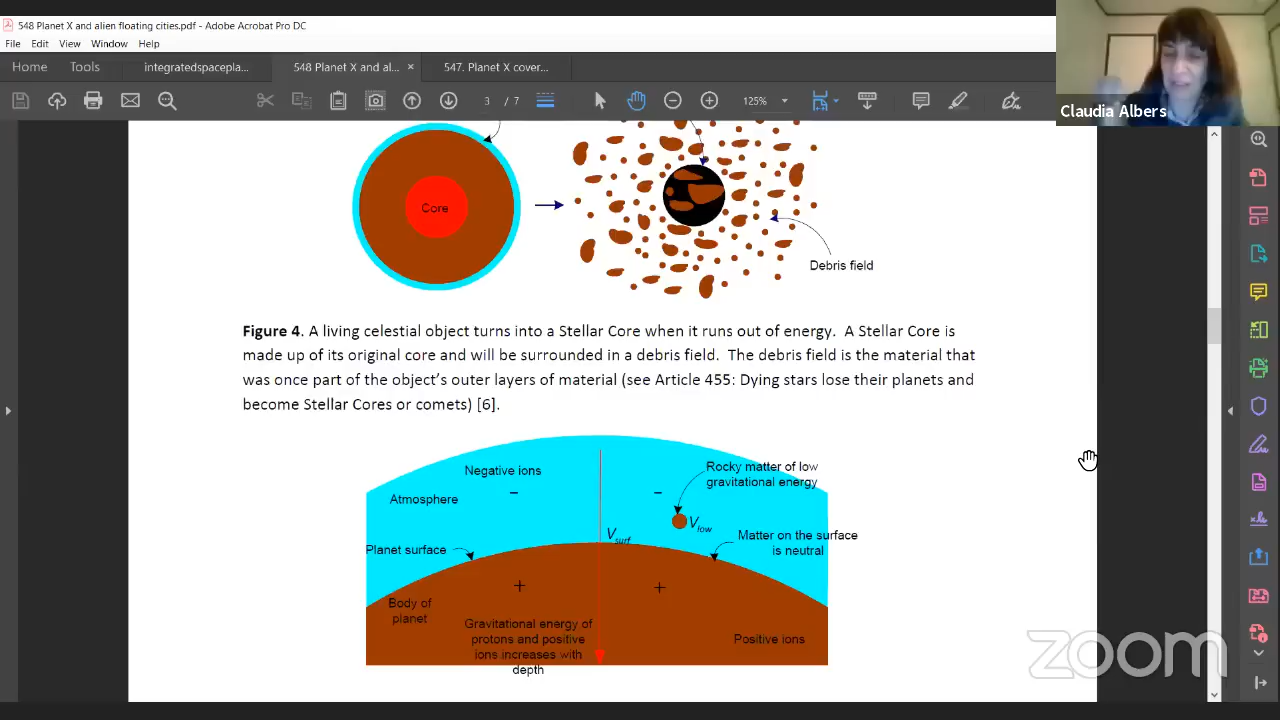 548 Planet X and alien floating cities.pdf - Adobe Acrobat Pro DC
File Edit View Window Help
Home Tools integratedspacepla... 548 Planet X and al... × 547. Planet X cover...
3 / 7 125%
Claudia Albers
Core
Debris field
Figure 4. A living celestial object turns into a Stellar Core when it runs out of energy. A Stellar Core is
made up of its original core and will be surrounded in a debris field. The debris field is the material that
was once part of the object's outer layers of material (see Article 455: Dying stars lose their planets and
become Stellar Cores or comets) [6].
Negative ions
Atmosphere
− −
Rocky matter of low
gravitational energy
Vlow
Vsurf
Planet surface
Matter on the surface
is neutral
+ +
Body of
planet
Gravitational energy of
protons and positive
ions increases with
depth
Positive ions
zoom